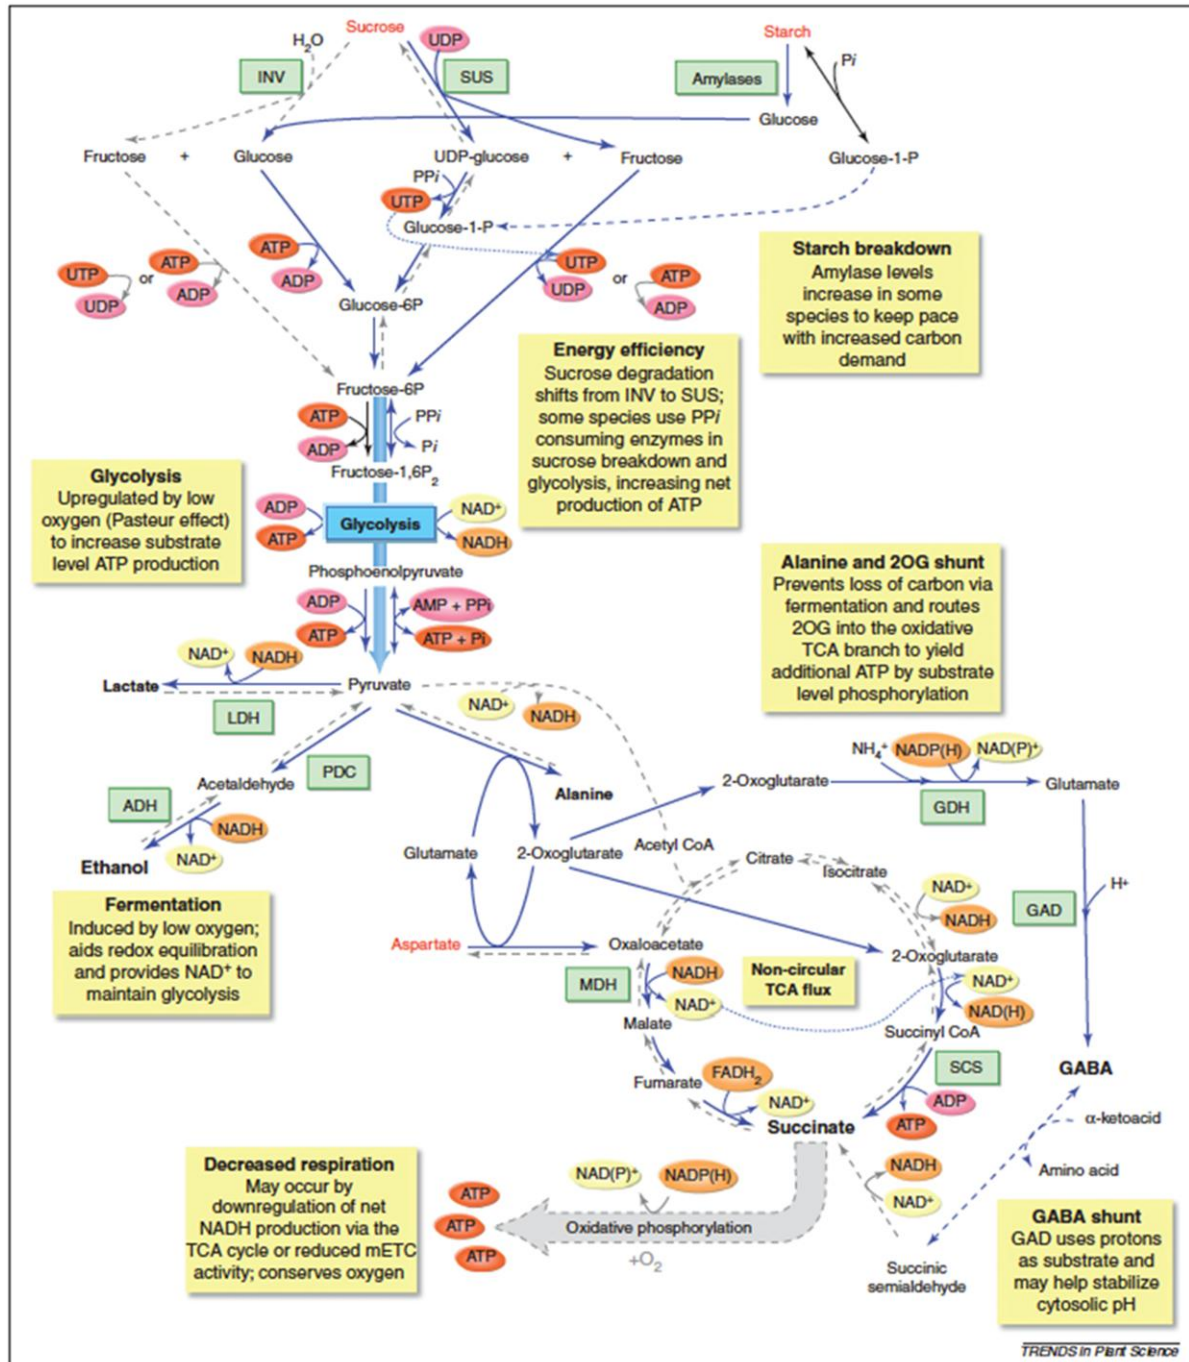 Sucrose
Starch
H2O
UDP
Pi
INV
SUS
Amylases
Glucose
Fructose + Glucose
UDP-glucose + Fructose
Glucose-1-P
PPi
UTP
Glucose-1-P
ATP
ADP
UTP
UDP
or
ATP
ADP
UTP
UDP
or
ATP
ADP
Glucose-6P
Starch breakdown
Amylase levels
increase in some
species to keep pace
with increased carbon
demand
Energy efficiency
Sucrose degradation
shifts from INV to SUS;
some species use PPi
consuming enzymes in
sucrose breakdown and
glycolysis, increasing net
production of ATP
Fructose-6P
ATP
ADP
PPi
Pi
Fructose-1,6P2
Glycolysis
Upregulated by low
oxygen (Pasteur effect)
to increase substrate
level ATP production
ADP
ATP
Glycolysis
NAD+
NADH
Phosphoenolpyruvate
ADP
ATP
AMP + PPi
ATP + Pi
Alanine and 2OG shunt
Prevents loss of carbon via
fermentation and routes
2OG into the oxidative
TCA branch to yield
additional ATP by substrate
level phosphorylation
NAD+
NADH
Lactate
Pyruvate
LDH
NAD+
NADH
PDC
Acetaldehyde
ADH
NADH
NAD+
Ethanol
Alanine
2-Oxoglutarate
NH4+
NADP(H)
NAD(P)+
GDH
Glutamate
Glutamate
2-Oxoglutarate
Acetyl CoA
Citrate
Isocitrate
NAD+
NADH
GAD
H+
Fermentation
Induced by low oxygen;
aids redox equilibration
and provides NAD+ to
maintain glycolysis
Aspartate
Oxaloacetate
2-Oxoglutarate
MDH
NADH
NAD+
Non-circular
TCA flux
NAD+
NAD(H)
Malate
Succinyl CoA
Fumarate
FADH2
NAD+
SCS
ADP
ATP
GABA
Succinate
α-ketoacid
Amino acid
NADH
NAD+
Decreased respiration
May occur by
downregulation of net
NADH production via the
TCA cycle or reduced mETC
activity; conserves oxygen
ATP
ATP
ATP
NAD(P)+
NADP(H)
Oxidative phosphorylation
+O2
Succinic
semialdehyde
GABA shunt
GAD uses protons
as substrate and
may help stabilize
cytosolic pH
TRENDS in Plant Science